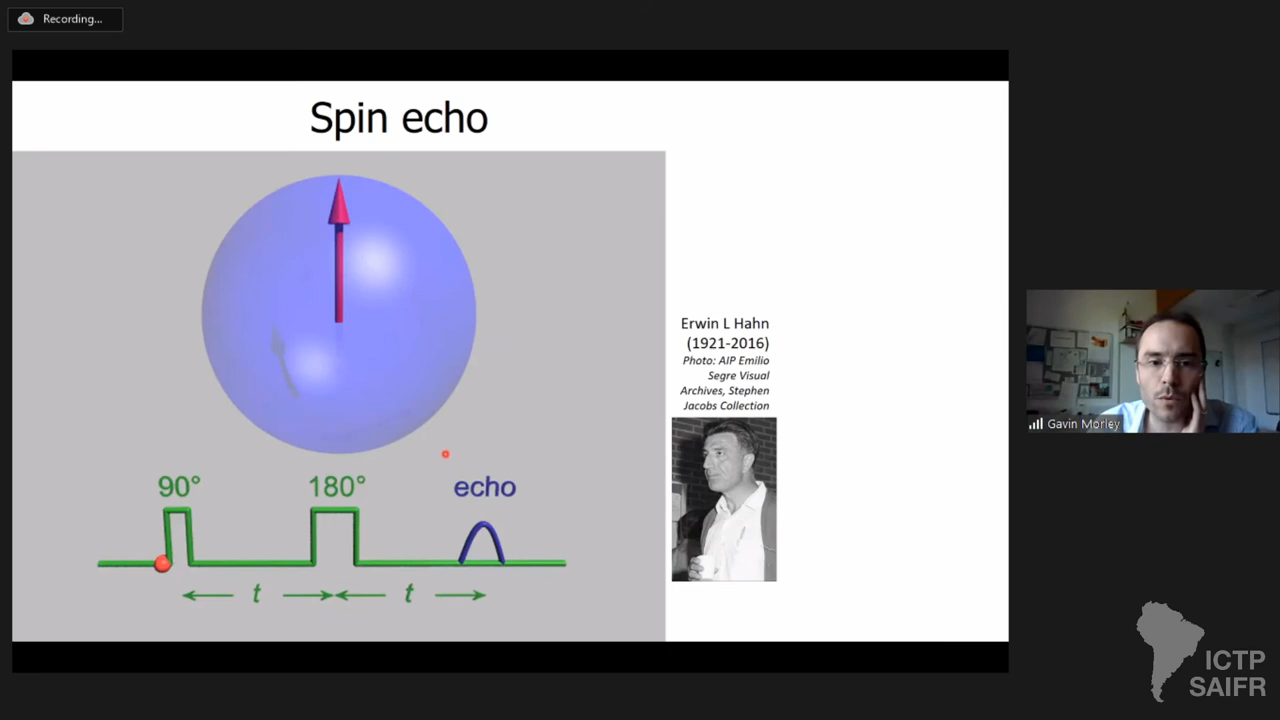 Recording...
Spin echo
Erwin L Hahn
(1921-2016)
Photo: AIP Emilio
Segre Visual
Archives, Stephen
Jacobs Collection
90°
180°
echo
t
t
Gavin Morley
ICTP
SAIFR